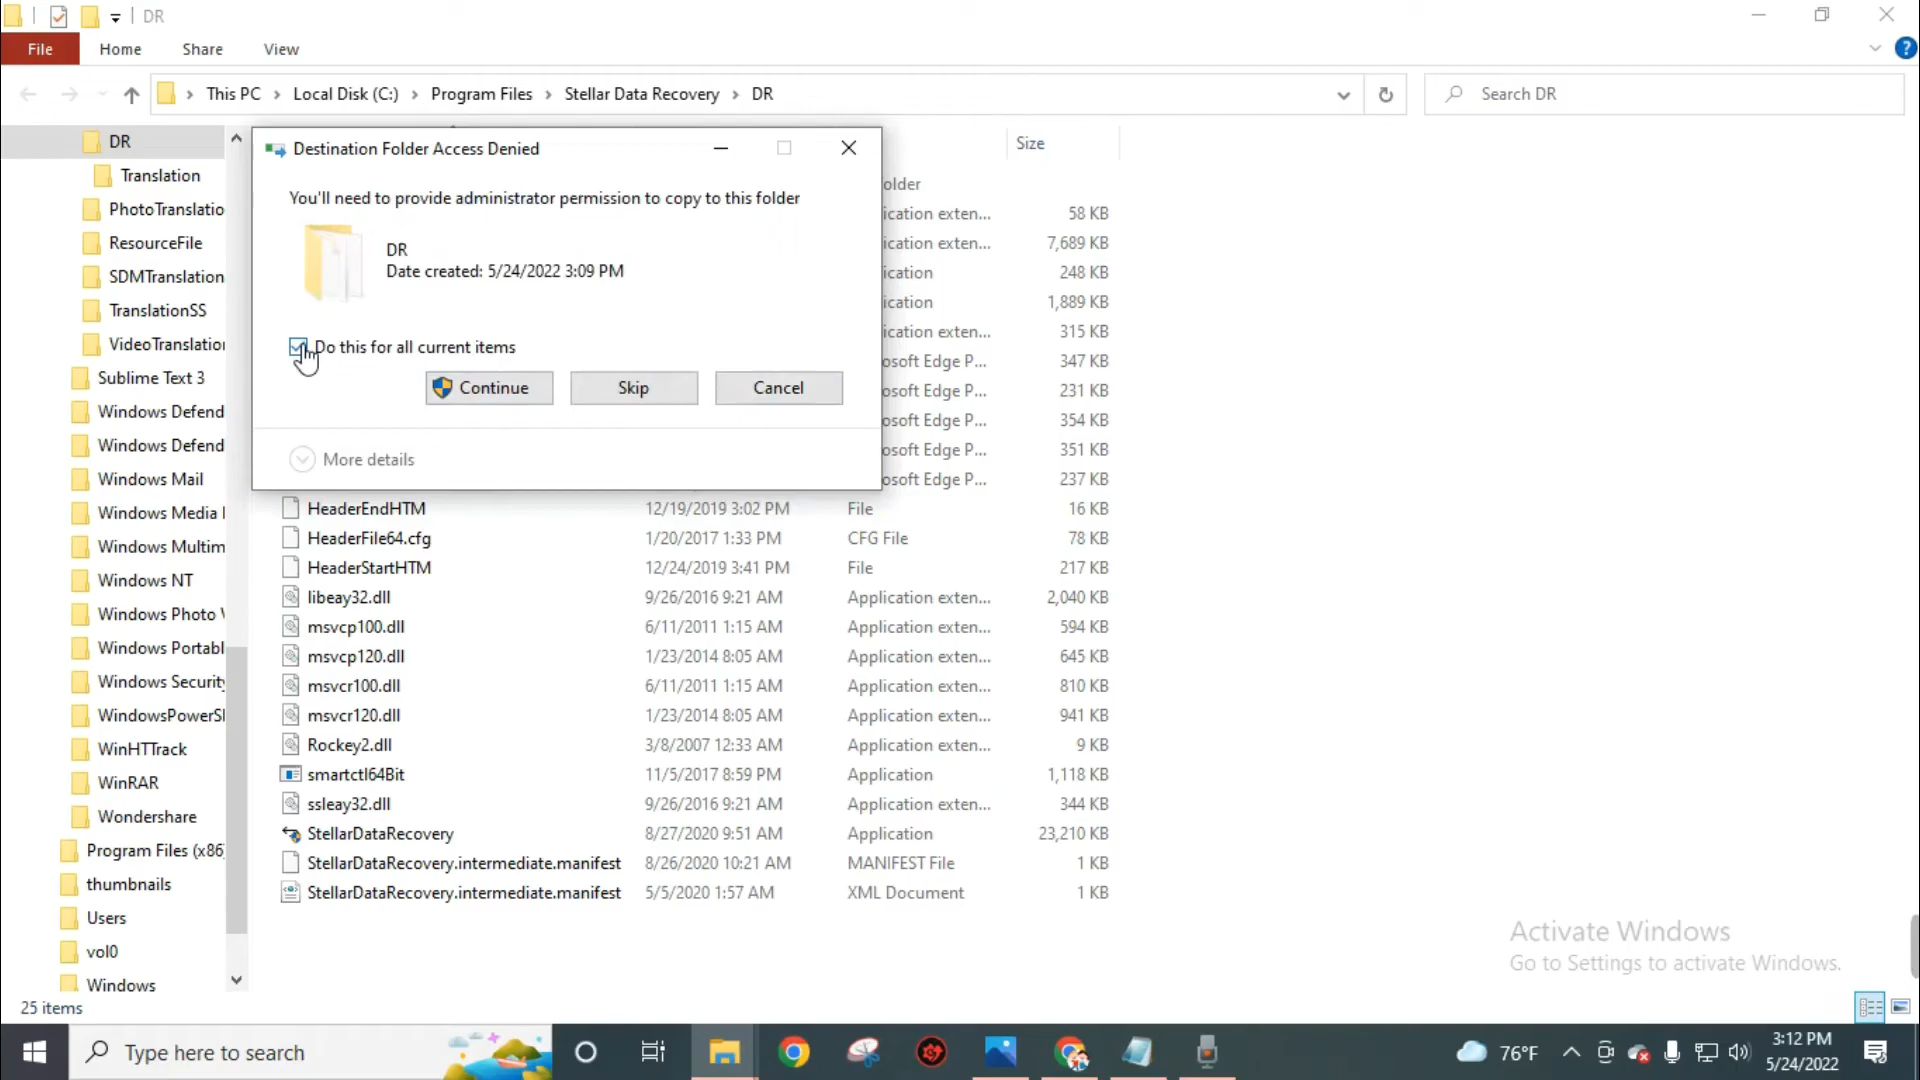 DR
File Home Share View
This PC Local Disk (C:) Program Files Stellar Data Recovery DR
Search DR
DR
Translation
PhotoTranslatio
ResourceFile
SDMTranslation
TranslationSS
VideoTranslation
Sublime Text 3
Windows Defend
Windows Defend
Windows Mail
Windows Media
Windows Multim
Windows NT
Windows Photo
Windows Portabl
Windows Security
WindowsPowerSl
WinHTTrack
WinRAR
Wondershare
Program Files (x86
thumbnails
Users
vol0
Windows
Destination Folder Access Denied
You'll need to provide administrator permission to copy to this folder
DR
Date created: 5/24/2022 3:09 PM
Do this for all current items
Continue Skip Cancel
More details
Size
older
ication exten... 58 KB
ication exten... 7,689 KB
ication 248 KB
ication 1,889 KB
ication exten... 315 KB
osoft Edge P... 347 KB
osoft Edge P... 231 KB
osoft Edge P... 354 KB
osoft Edge P... 351 KB
osoft Edge P... 237 KB
HeaderEndHTM 12/19/2019 3:02 PM File 16 KB
HeaderFile64.cfg 1/20/2017 1:33 PM CFG File 78 KB
HeaderStartHTM 12/24/2019 3:41 PM File 217 KB
libeay32.dll 9/26/2016 9:21 AM Application exten... 2,040 KB
msvcp100.dll 6/11/2011 1:15 AM Application exten... 594 KB
msvcp120.dll 1/23/2014 8:05 AM Application exten... 645 KB
msvcr100.dll 6/11/2011 1:15 AM Application exten... 810 KB
msvcr120.dll 1/23/2014 8:05 AM Application exten... 941 KB
Rockey2.dll 3/8/2007 12:33 AM Application exten... 9 KB
smartctl64Bit 11/5/2017 8:59 PM Application 1,118 KB
ssleay32.dll 9/26/2016 9:21 AM Application exten... 344 KB
StellarDataRecovery 8/27/2020 9:51 AM Application 23,210 KB
StellarDataRecovery.intermediate.manifest 8/26/2020 10:21 AM MANIFEST File 1 KB
StellarDataRecovery.intermediate.manifest 5/5/2020 1:57 AM XML Document 1 KB
Activate Windows
Go to Settings to activate Windows.
25 items
Type here to search
76°F
3:12 PM
5/24/2022